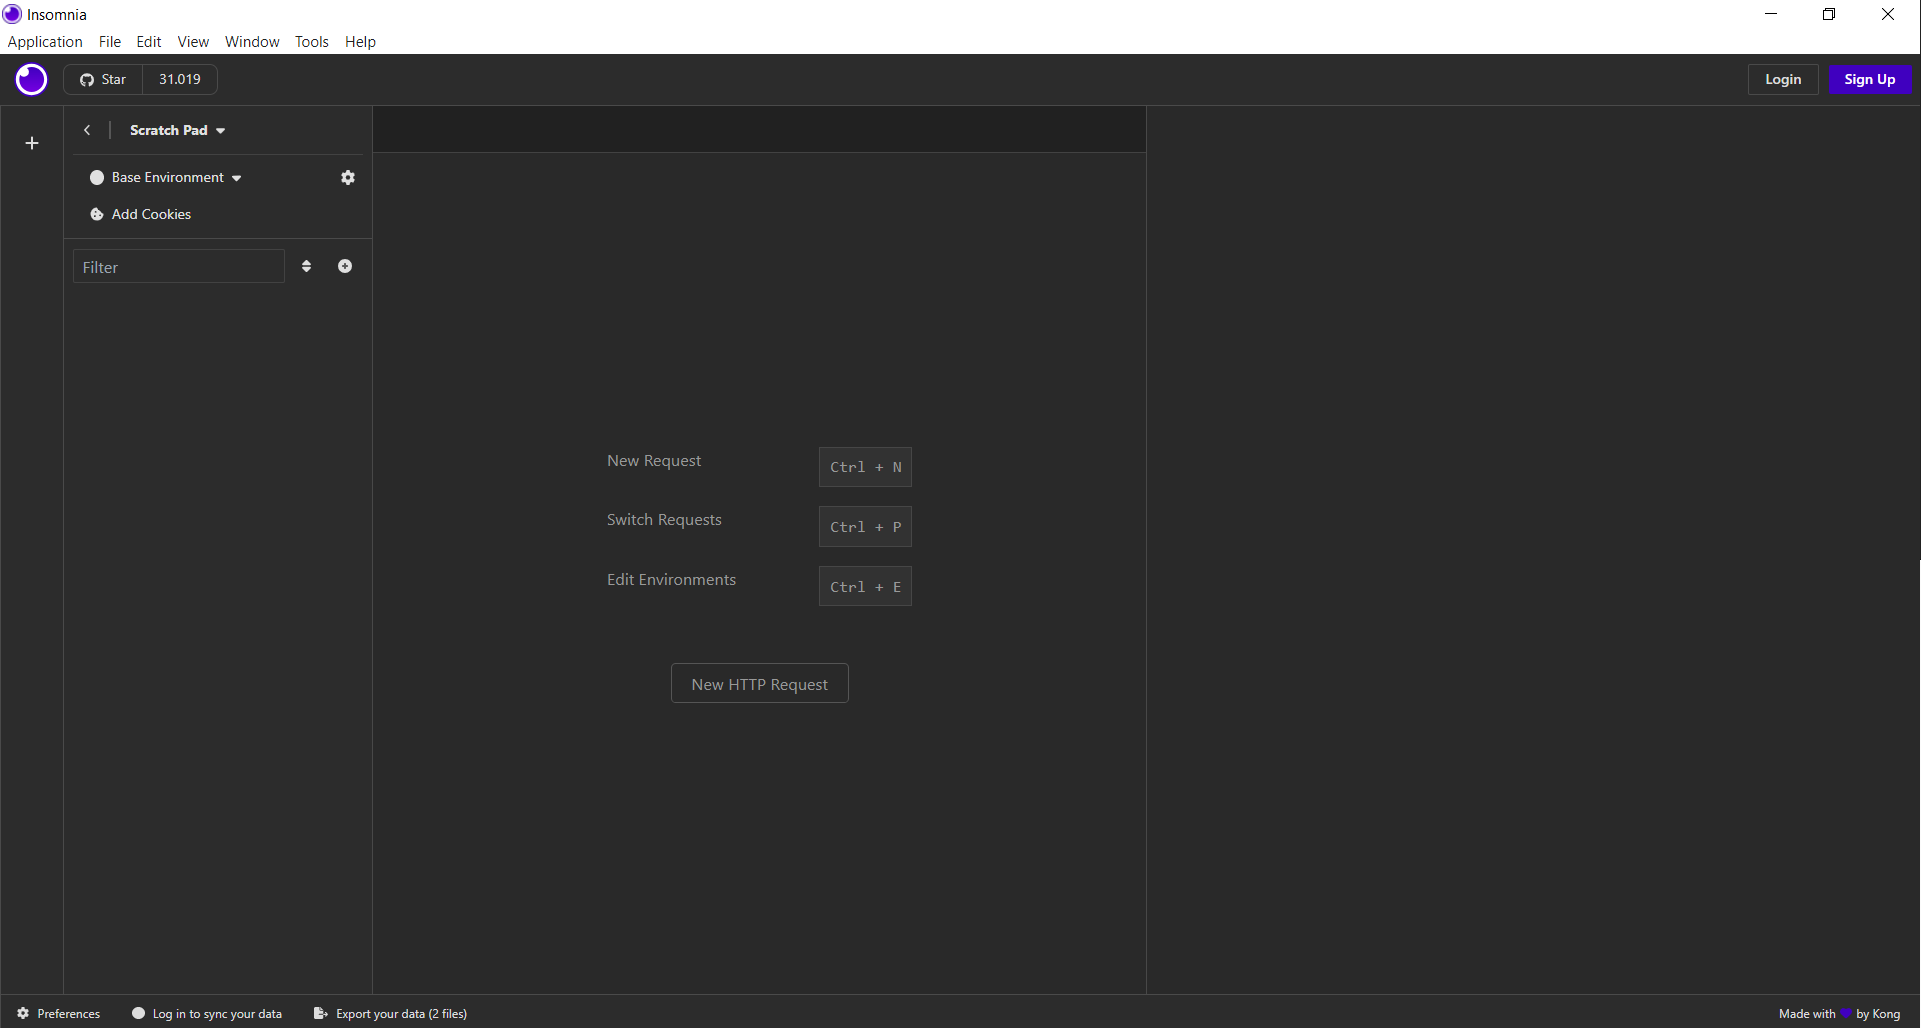 Insomnia
Application File Edit View Window Tools Help
Star 31.019 Login Sign Up
Scratch Pad
Base Environment
Add Cookies
Filter
New Request Ctrl + N
Switch Requests Ctrl + P
Edit Environments Ctrl + E
New HTTP Request
Preferences Log in to sync your data Export your data (2 files) Made with by Kong